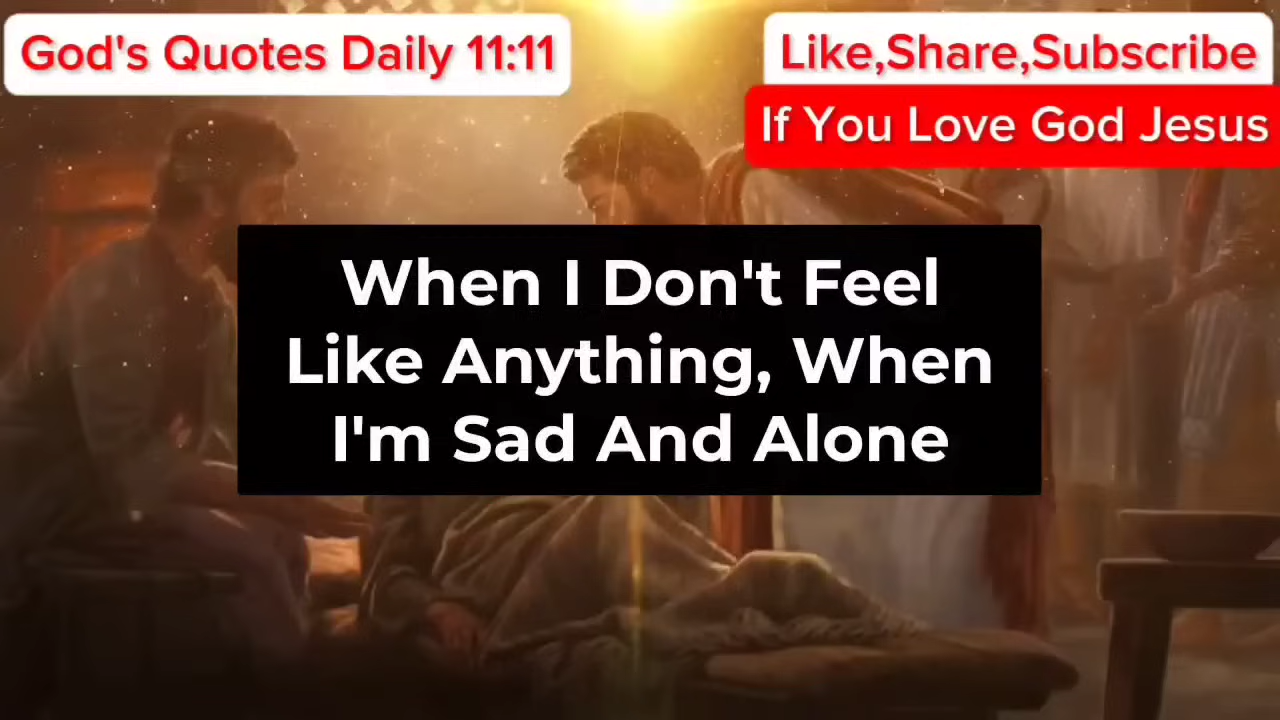 God's Quotes Daily 11:11
Like,Share,Subscribe
If You Love God Jesus
When I Don't Feel
Like Anything, When
I'm Sad And Alone